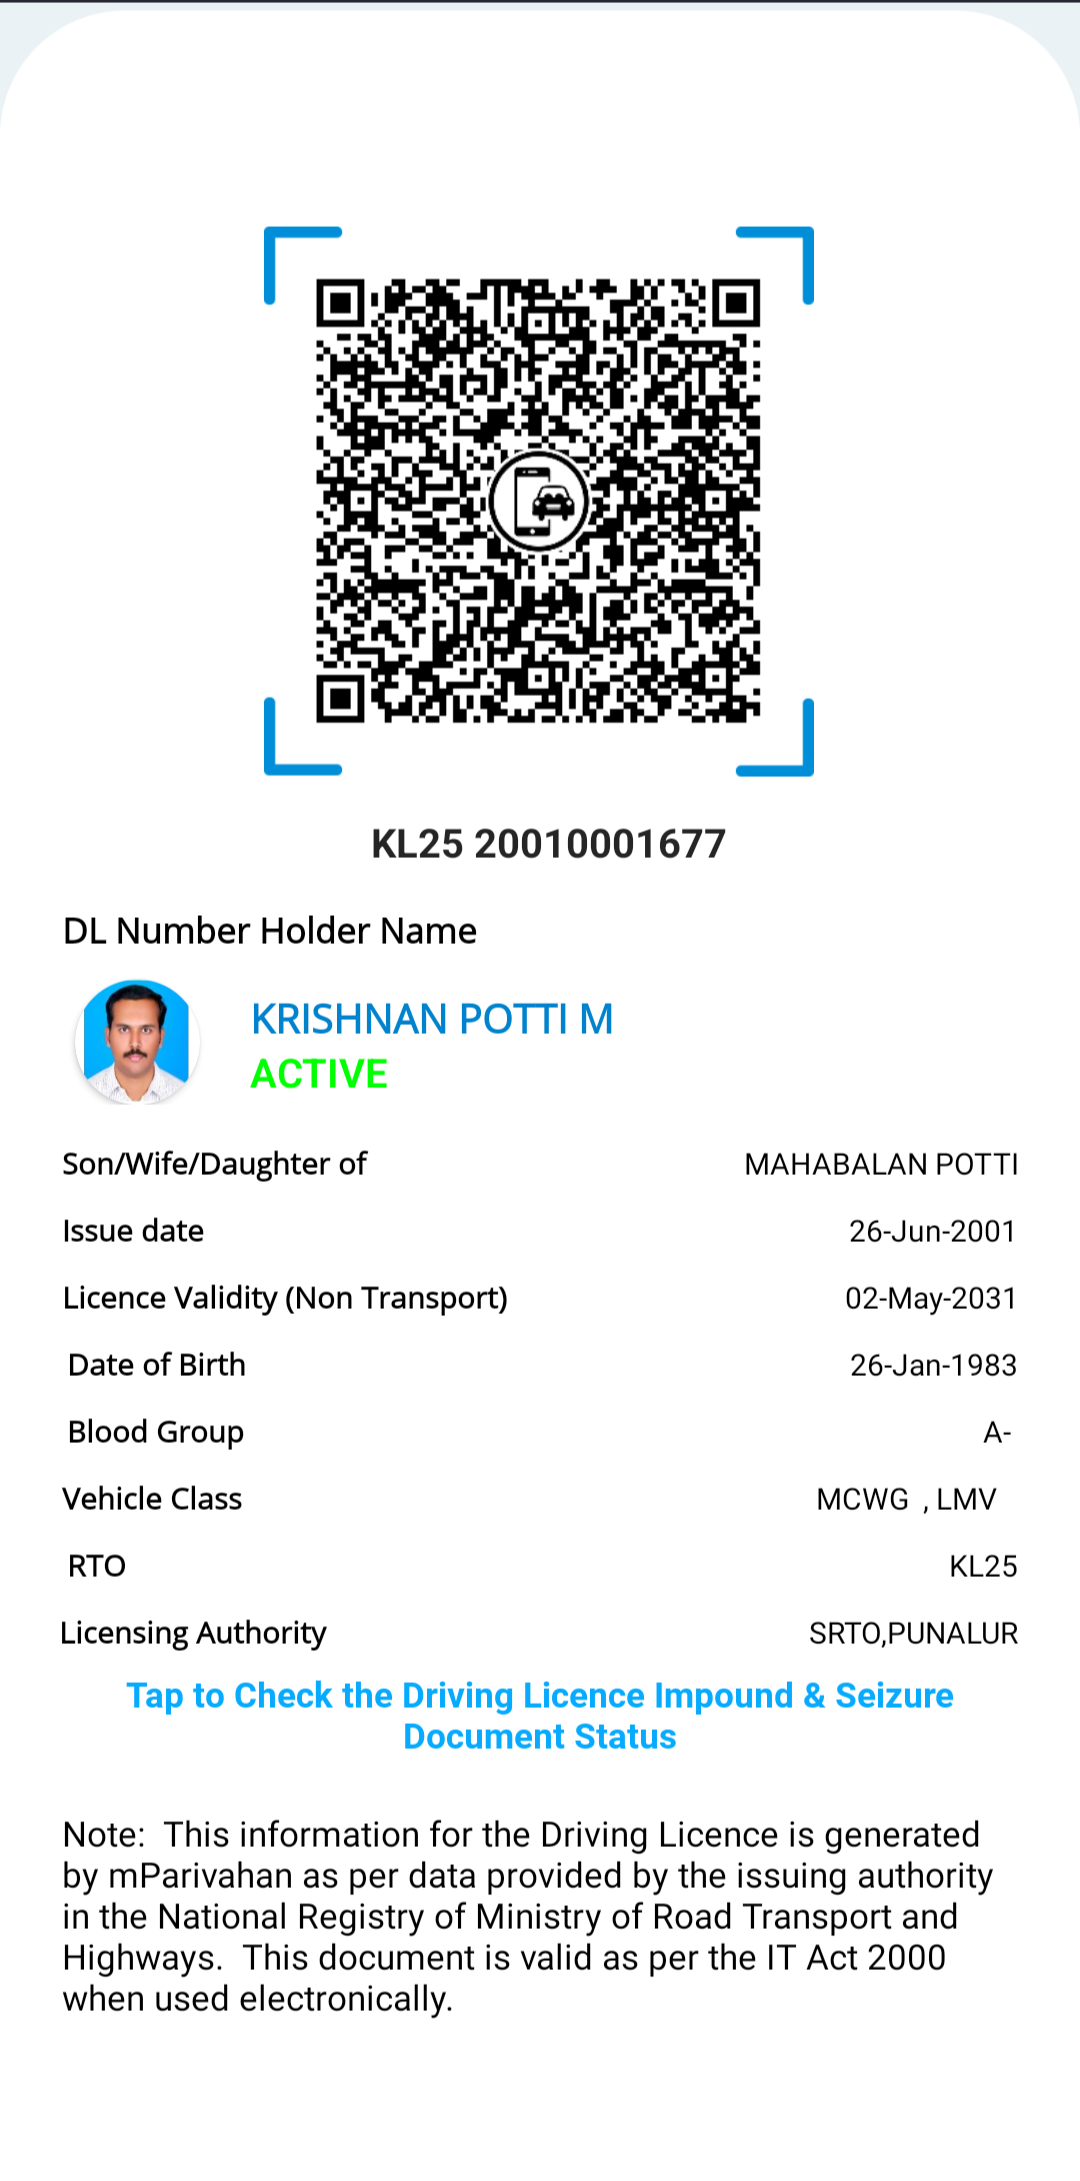 KL25 20010001677
DL Number Holder Name
KRISHNAN POTTI M
ACTIVE
Son/Wife/Daughter of MAHABALAN POTTI
Issue date 26-Jun-2001
Licence Validity (Non Transport) 02-May-2031
Date of Birth 26-Jan-1983
Blood Group A-
Vehicle Class MCWG , LMV
RTO KL25
Licensing Authority SRTO,PUNALUR
Tap to Check the Driving Licence Impound & Seizure
Document Status
Note: This information for the Driving Licence is generated
by mParivahan as per data provided by the issuing authority
in the National Registry of Ministry of Road Transport and
Highways. This document is valid as per the IT Act 2000
when used electronically.